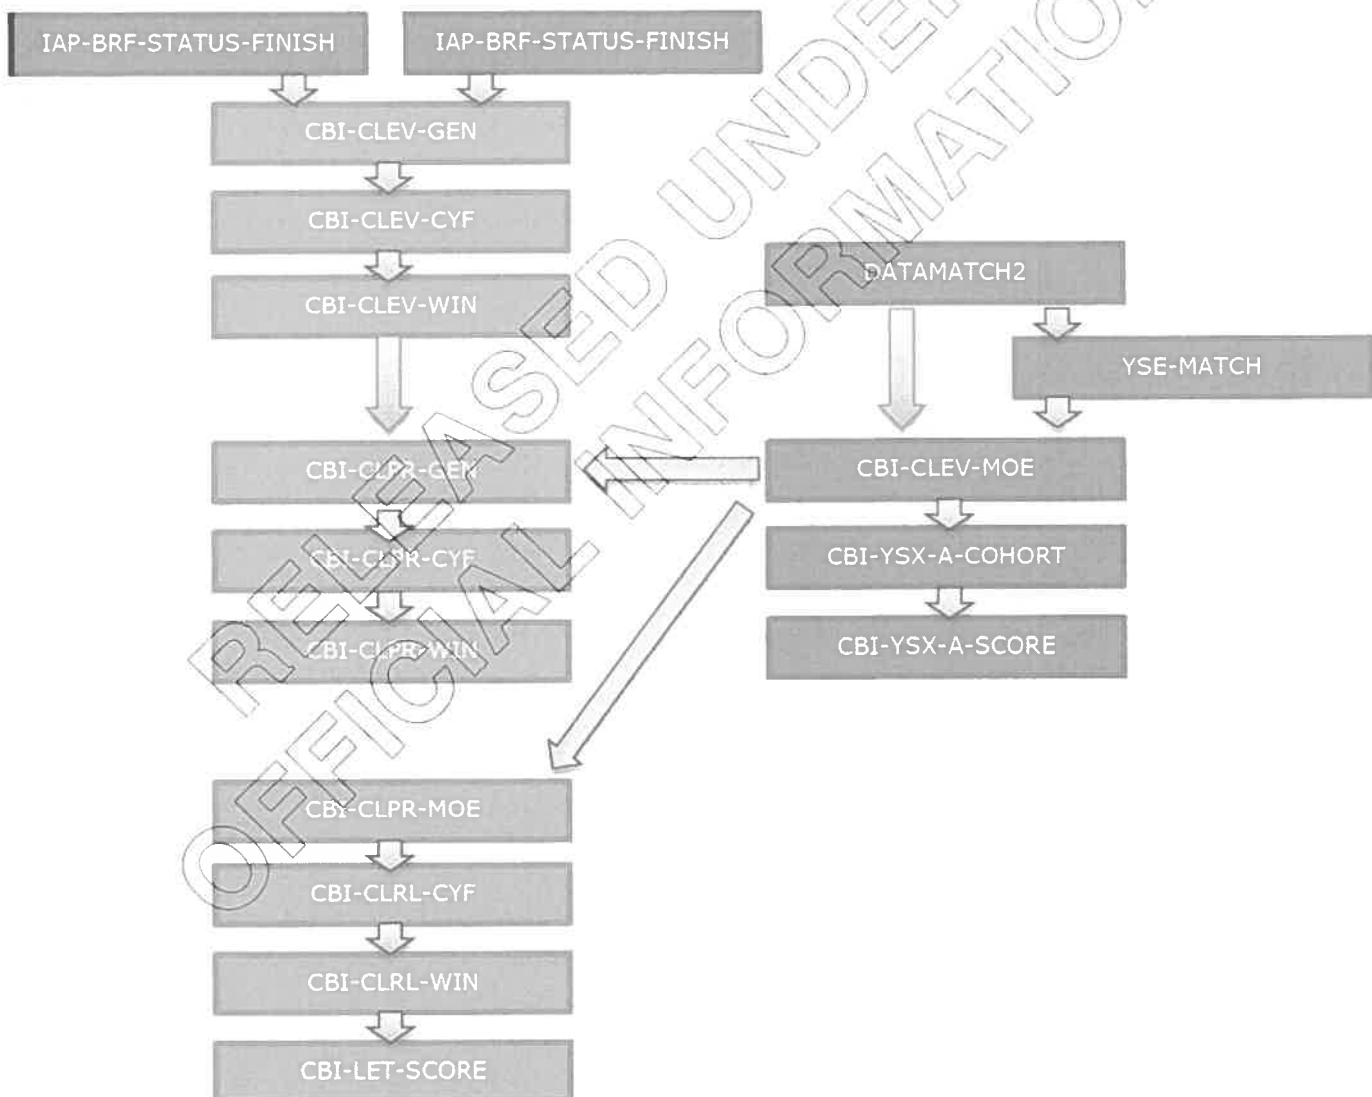 IAP-BRF-STATUS-FINISH
IAP-BRF-STATUS-FINISH
CBI-CLEV-GEN
CBI-CLEV-CYF
CBI-CLEV-WIN
DATAMATCH2
YSE-MATCH
CBI-CLPR-GEN
CBI-CLEV-MOE
CBI-CLPR-CYF
CBI-YSX-A-COHORT
CBI-CLPR-WIN
CBI-YSX-A-SCORE
CBI-CLPR-MOE
CBI-CLRL-CYF
CBI-CLRL-WIN
CBI-LET-SCORE
RELEASED UNDER
OFFICIAL INFORMATION